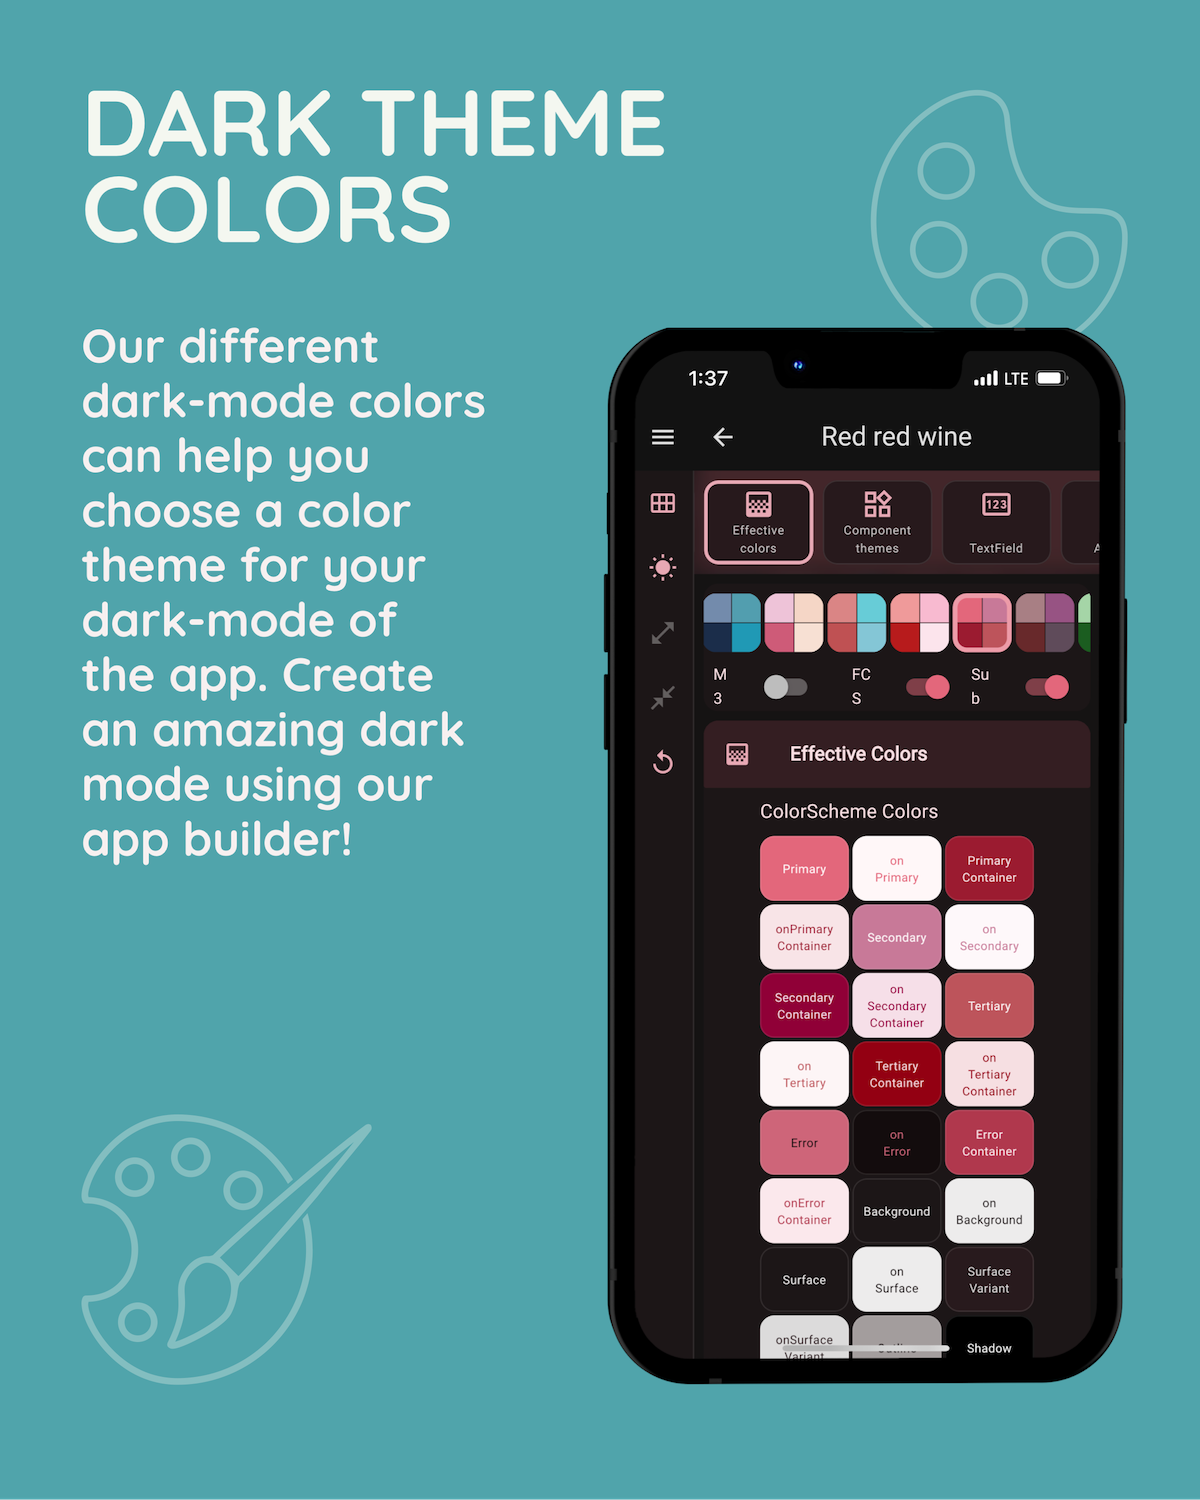 DARK THEME
COLORS
Our different
dark-mode colors
can help you
choose a color
theme for your
dark-mode of
the app. Create
an amazing dark
mode using our
app builder!
1:37
LTE
Red red wine
Effective
colors
Component
themes
123
TextField
A
M
3
FC
S
Su
b
Effective Colors
ColorScheme Colors
Primary
on
Primary
Primary
Container
onPrimary
Container
Secondary
on
Secondary
Secondary
Container
on
Secondary
Container
Tertiary
on
Tertiary
Tertiary
Container
on
Tertiary
Container
Error
on
Error
Error
Container
onError
Container
Background
on
Background
Surface
on
Surface
Surface
Variant
onSurface
Variant
Outline
Shadow